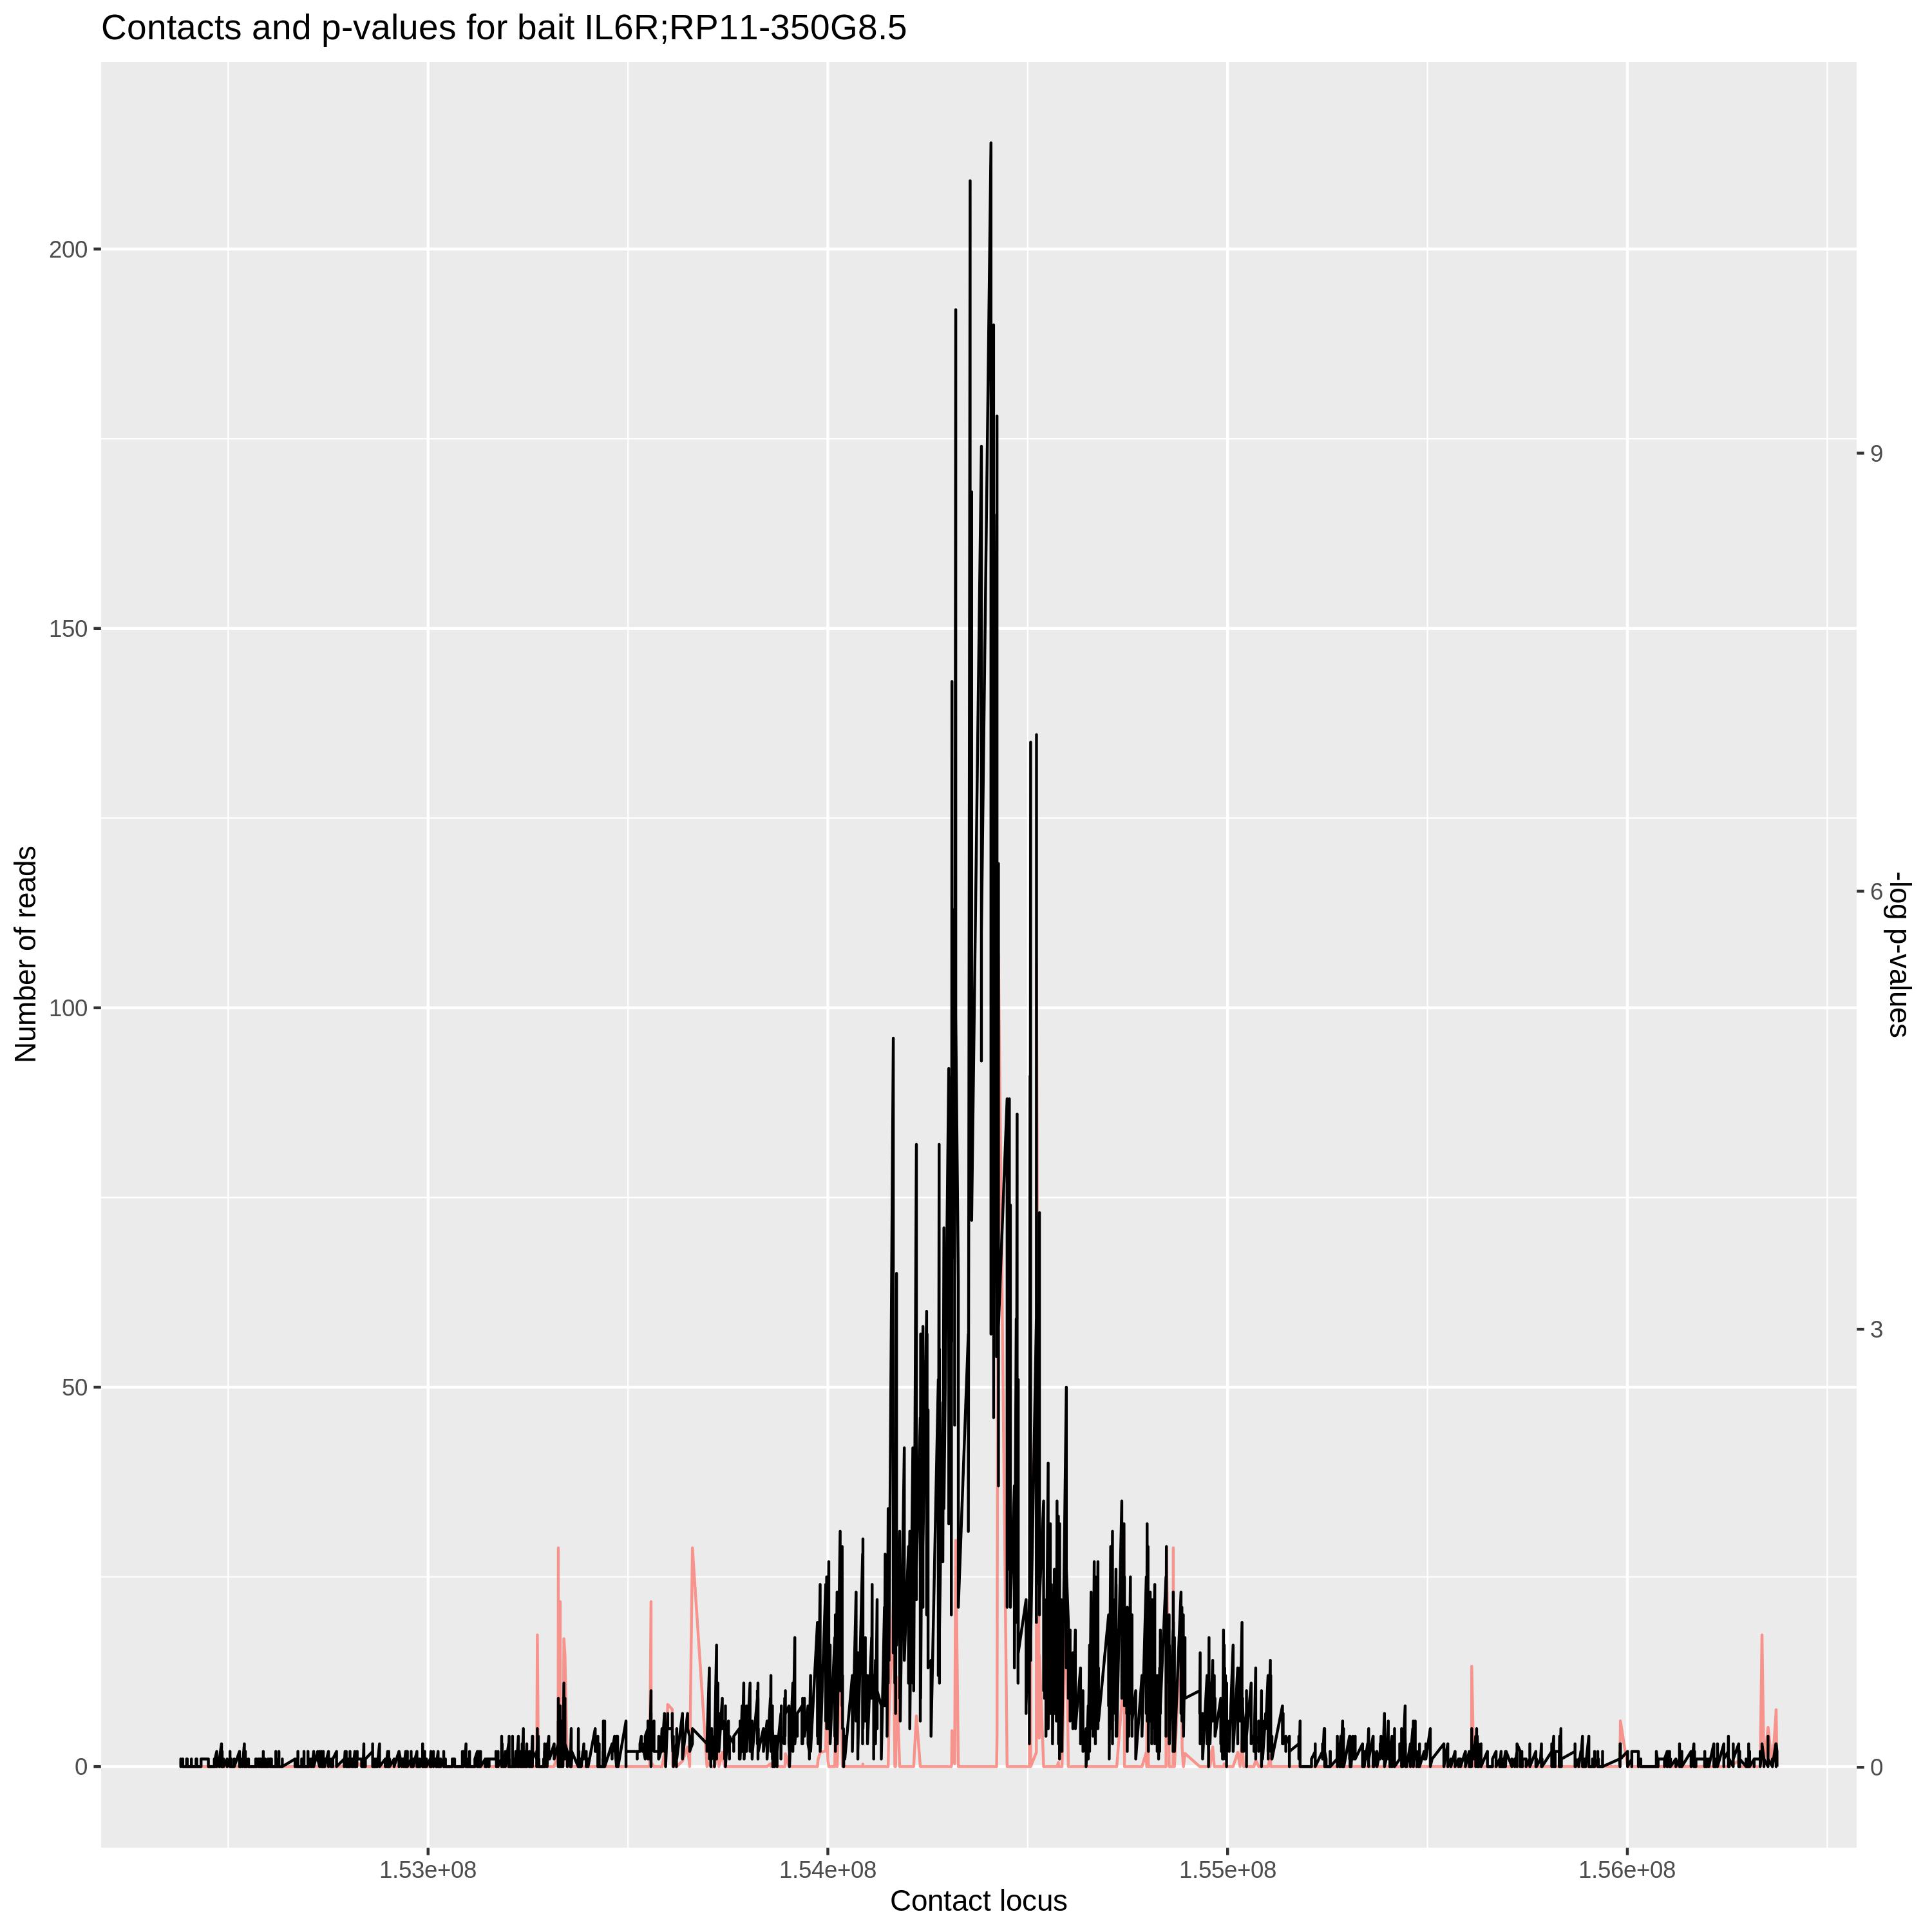 Contacts and p-values for bait IL6R;RP11-350G8.5
200
150
100
50
0
Number of reads
9
6
3
0
-log p-values
1.53e+08
1.54e+08
1.55e+08
1.56e+08
Contact locus